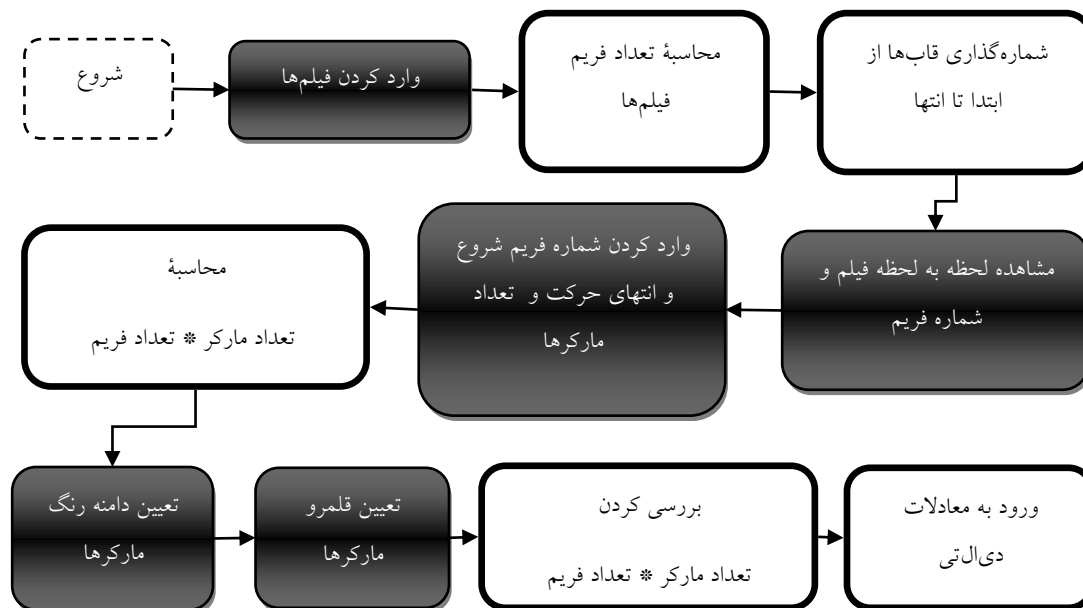 شروع
وارد کردن فیلم‌ها
محاسبهٔ تعداد فریم
فیلم‌ها
شماره‌گذاری قاب‌ها از
ابتدا تا انتها
مشاهده لحظه به لحظه فیلم و
شماره فریم
وارد کردن شماره فریم شروع
و انتهای حرکت و تعداد
مارکرها
محاسبهٔ
تعداد مارکر * تعداد فریم
تعیین دامنه رنگ
مارکرها
تعیین قلمرو
مارکرها
بررسی کردن
تعداد مارکر * تعداد فریم
ورود به معادلات
دی‌ال‌تی